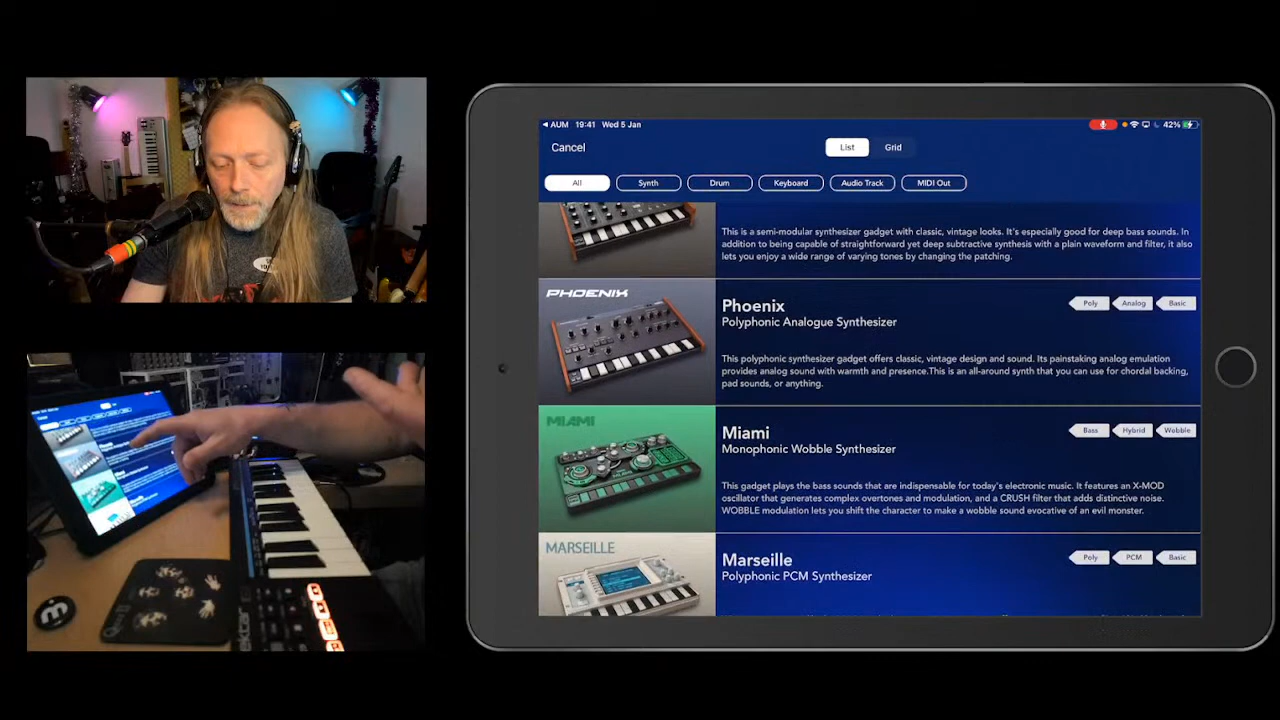 AUM 19:41 Wed 5 Jan
42%
Cancel
List Grid
All Synth Drum Keyboard Audio Track MIDI Out
This is a semi-modular synthesizer gadget with classic, vintage looks. It's especially good for deep bass sounds. In
addition to being capable of straightforward yet deep subtractive synthesis with a plain waveform and filter, it also
lets you enjoy a wide range of varying tones by changing the patching.
PHOENIX
Phoenix
Poly Analog Basic
Polyphonic Analogue Synthesizer
This polyphonic synthesizer gadget offers classic, vintage design and sound. Its painstaking analog emulation
provides analog sound with warmth and presence.This is an all-around synth that you can use for chordal backing,
pad sounds, or anything.
MIAMI
Miami
Bass Hybrid Wobble
Monophonic Wobble Synthesizer
This gadget plays the bass sounds that are indispensable for today's electronic music. It features an X-MOD
oscillator that generates complex overtones and modulation, and a CRUSH filter that adds distinctive noise.
WOBBLE modulation lets you shift the character to make a wobble sound evocative of an evil monster.
MARSEILLE
Marseille
Poly PCM Basic
Polyphonic PCM Synthesizer